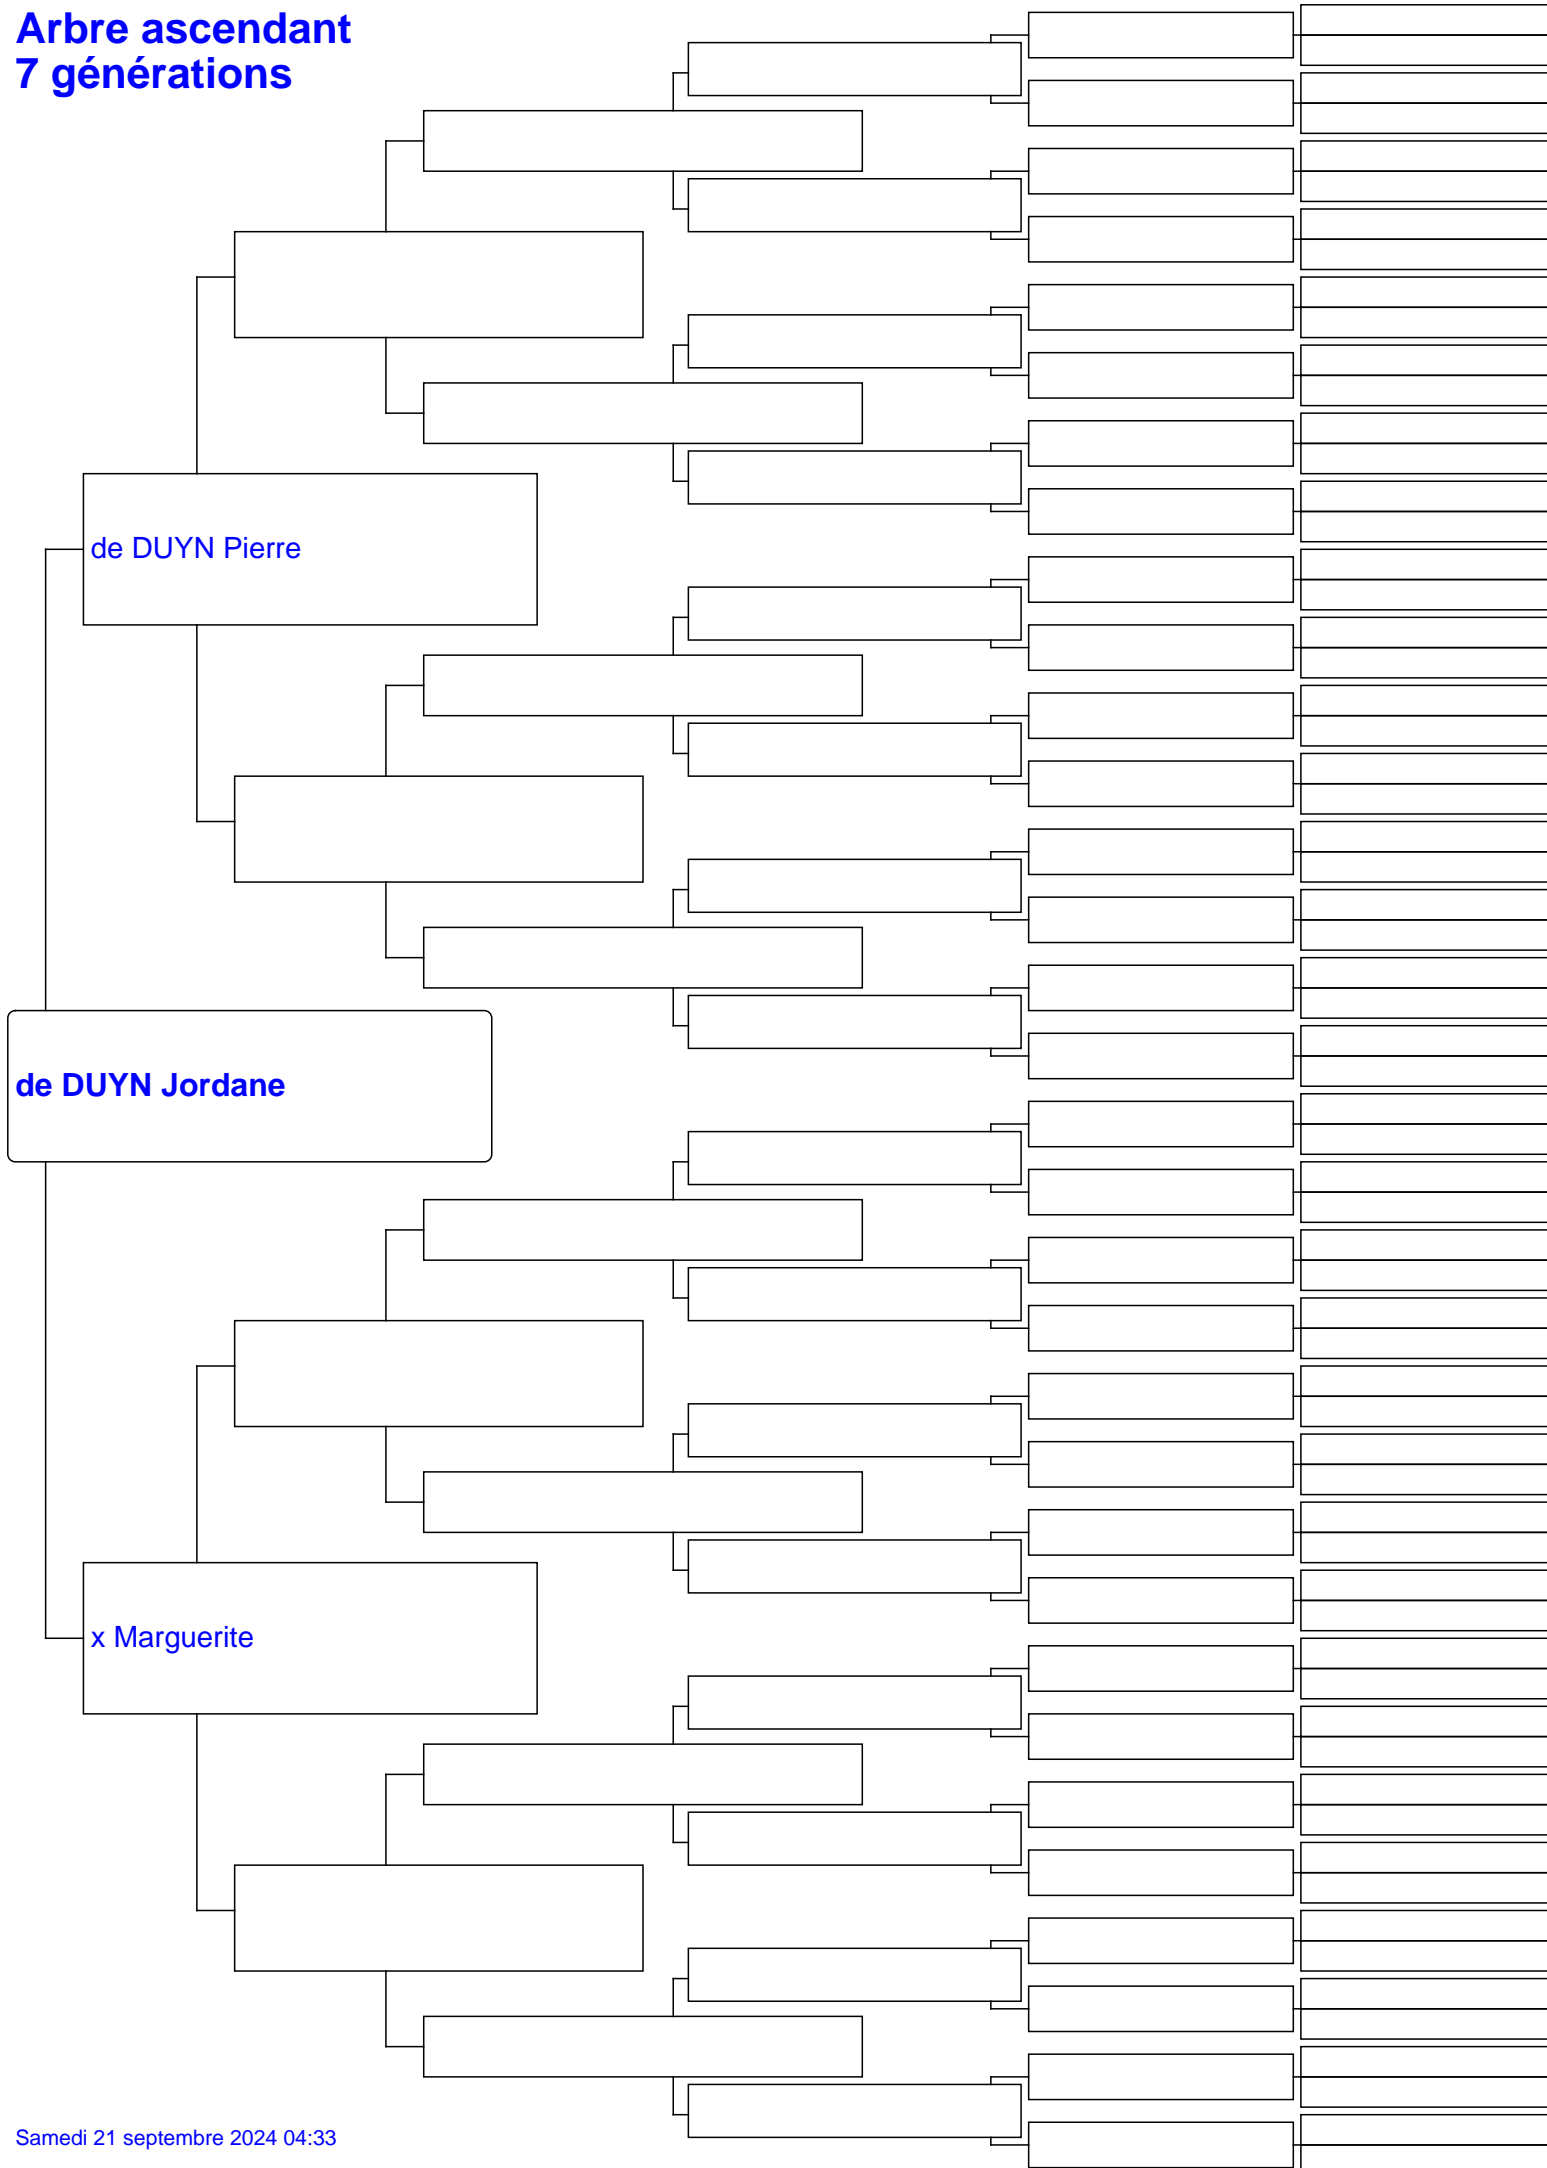 Arbre ascendant
7 générations
de DUYN Pierre
de DUYN Jordane
x Marguerite
Samedi 21 septembre 2024 04:33